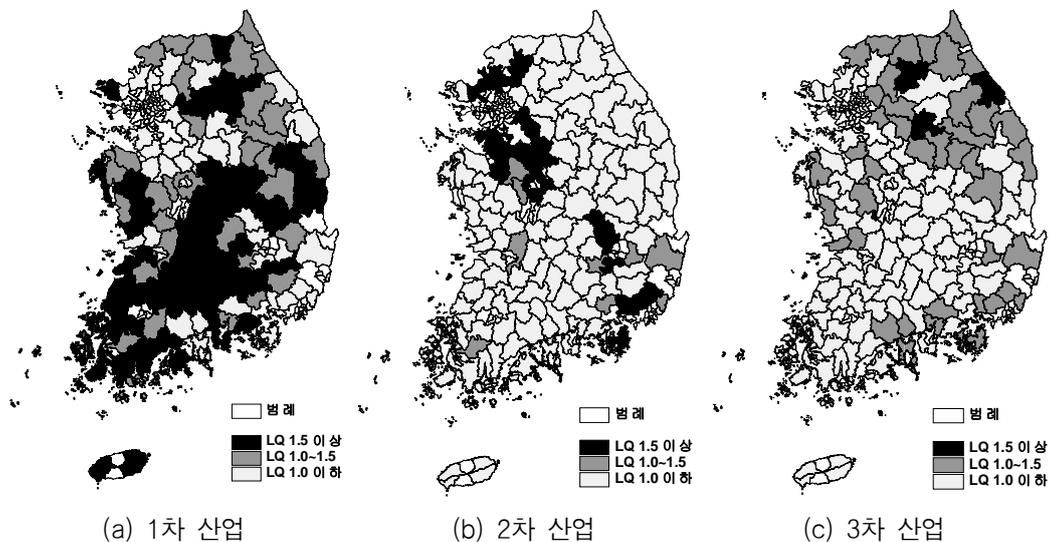 범 례
LQ 1.5 이 상
LQ 1.0~1.5
LQ 1.0 이 하
(a) 1차 산업
범 례
LQ 1.5 이 상
LQ 1.0~1.5
LQ 1.0 이 하
(b) 2차 산업
범 례
LQ 1.5 이 상
LQ 1.0~1.5
LQ 1.0 이 하
(c) 3차 산업